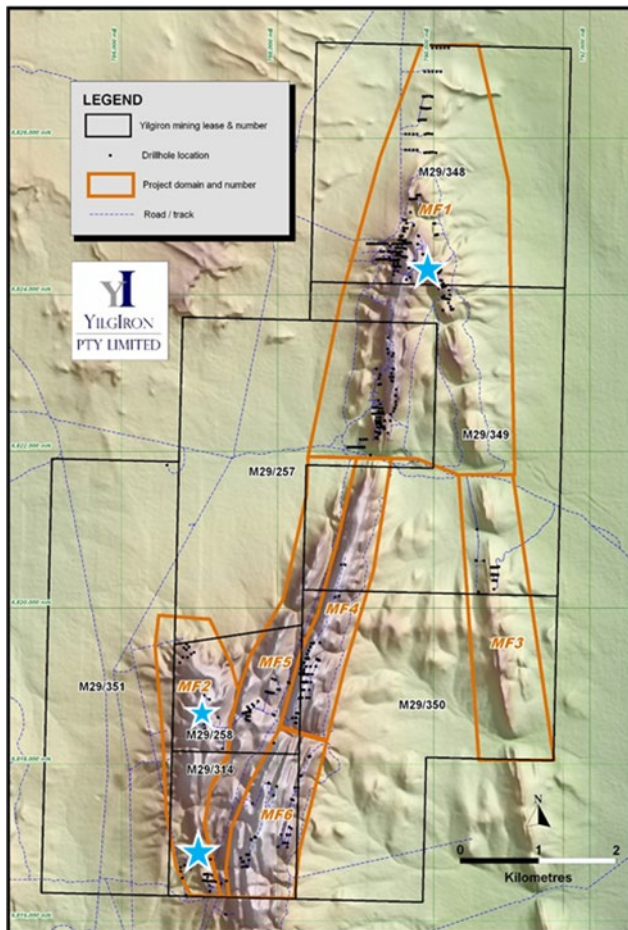 LEGEND
Yilgiron mining lease & number
Drillhole location
Project domain and number
Road / track
YI
YILGIRON
PTY LIMITED
M29/348
MF1
M29/349
M29/257
MF4
MF5
MF3
M29/351
MF2
M29/350
M29/258
M29/314
MF6
N
0 1 2
Kilometres